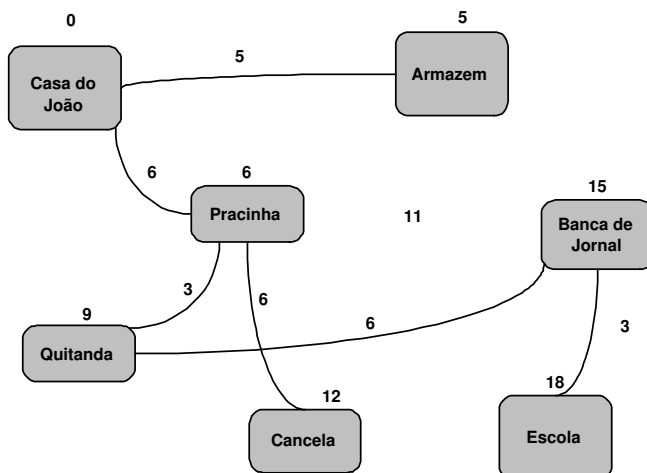 0
5
Casa do
João
5
Armazem
6
6
Pracinha
15
11
Banca de
Jornal
3
6
9
6
3
Quitanda
12
18
Cancela
Escola